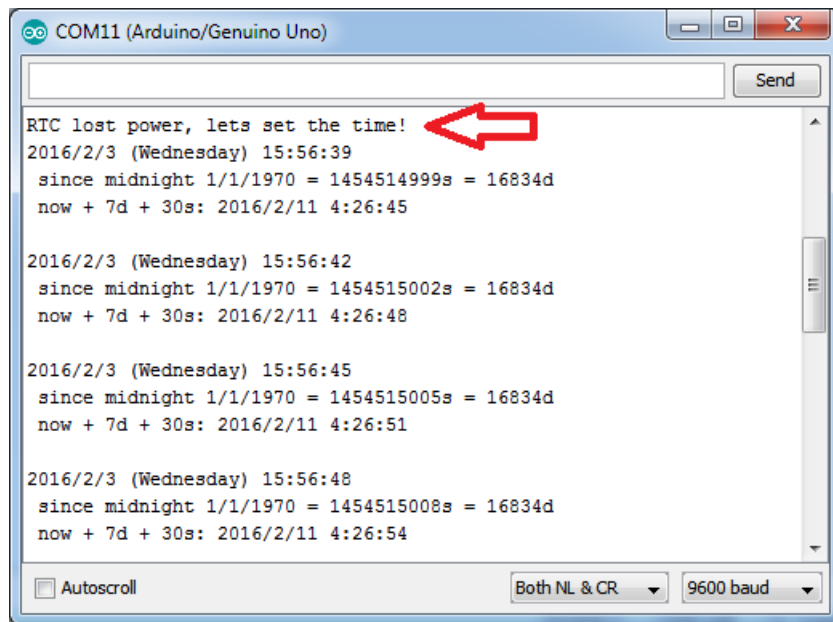 COM11 (Arduino/Genuino Uno)
Send
RTC lost power, lets set the time!
2016/2/3 (Wednesday) 15:56:39
 since midnight 1/1/1970 = 1454514999s = 16834d
 now + 7d + 30s: 2016/2/11 4:26:45

2016/2/3 (Wednesday) 15:56:42
 since midnight 1/1/1970 = 1454515002s = 16834d
 now + 7d + 30s: 2016/2/11 4:26:48

2016/2/3 (Wednesday) 15:56:45
 since midnight 1/1/1970 = 1454515005s = 16834d
 now + 7d + 30s: 2016/2/11 4:26:51

2016/2/3 (Wednesday) 15:56:48
 since midnight 1/1/1970 = 1454515008s = 16834d
 now + 7d + 30s: 2016/2/11 4:26:54
Autoscroll
Both NL & CR
9600 baud